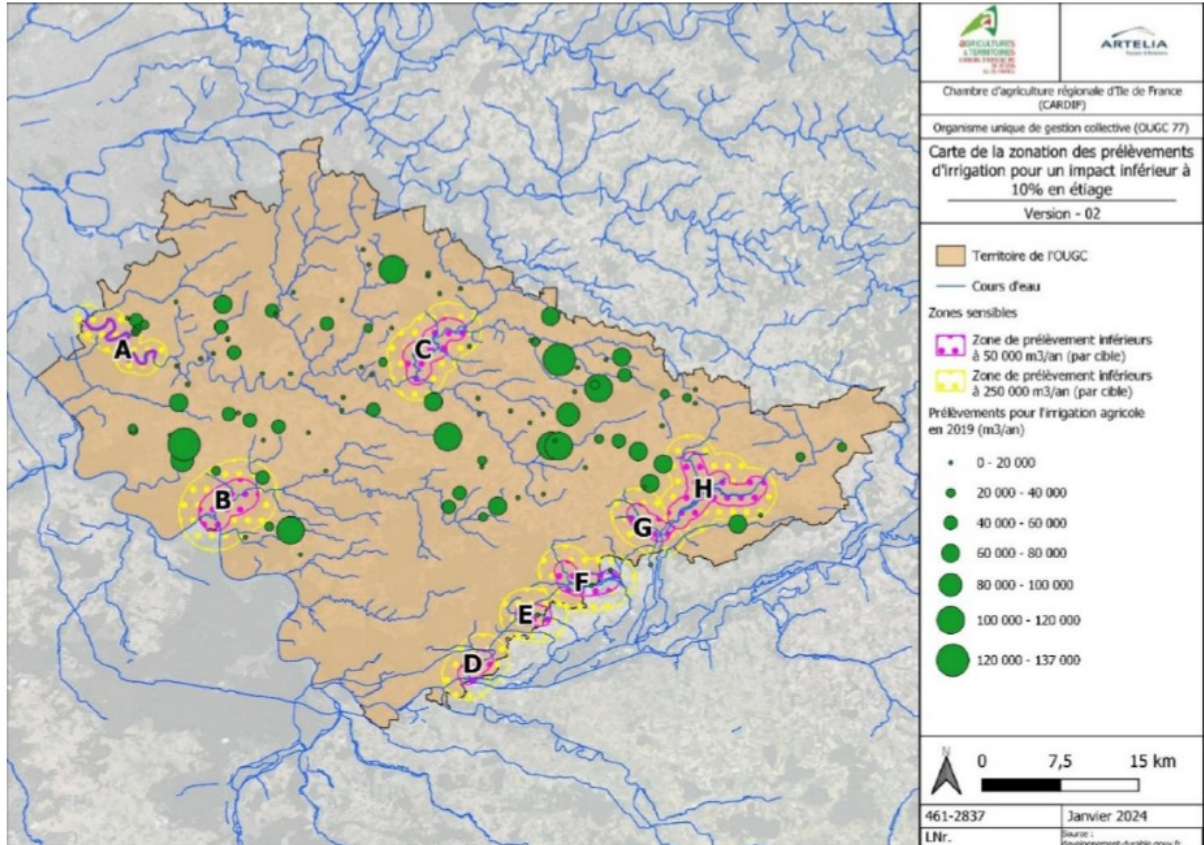 A
B
C
D
E
F
G
H
AGRICULTURES
& TERRITOIRES
ARTELIA
Chambre d'agriculture régionale d'Ile de France
(CARDIF)
Organisme unique de gestion collective (OUGC 77)
Carte de la zonation des prélèvements
d'irrigation pour un impact inférieur à
10% en étiage
Version - 02
Territoire de l'OUGC
Cours d'eau
Zones sensibles
Zone de prélèvement inférieurs
à 50 000 m3/an (par cible)
Zone de prélèvement inférieurs
à 250 000 m3/an (par cible)
Prélèvements pour l'irrigation agricole
en 2019 (m3/an)
0 - 20 000
20 000 - 40 000
40 000 - 60 000
60 000 - 80 000
80 000 - 100 000
100 000 - 120 000
120 000 - 137 000
N
0 7,5 15 km
461-2837
Janvier 2024
LNr.
Source :